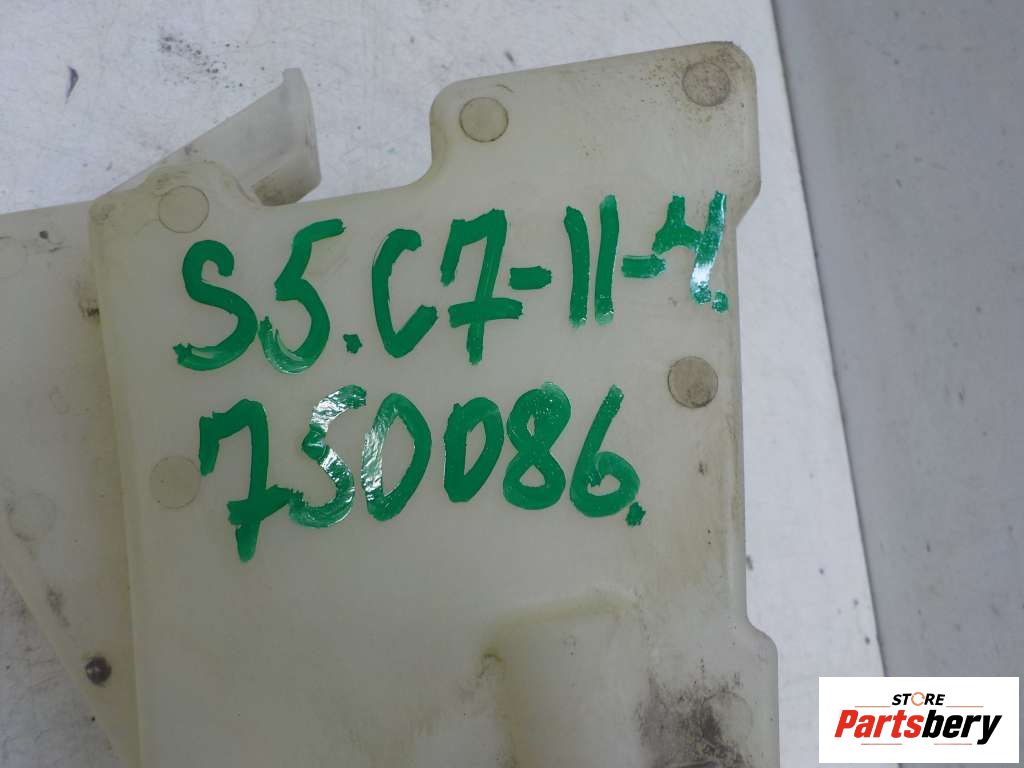 S5.C7-11-4.
750086.
STORE
Partsbery